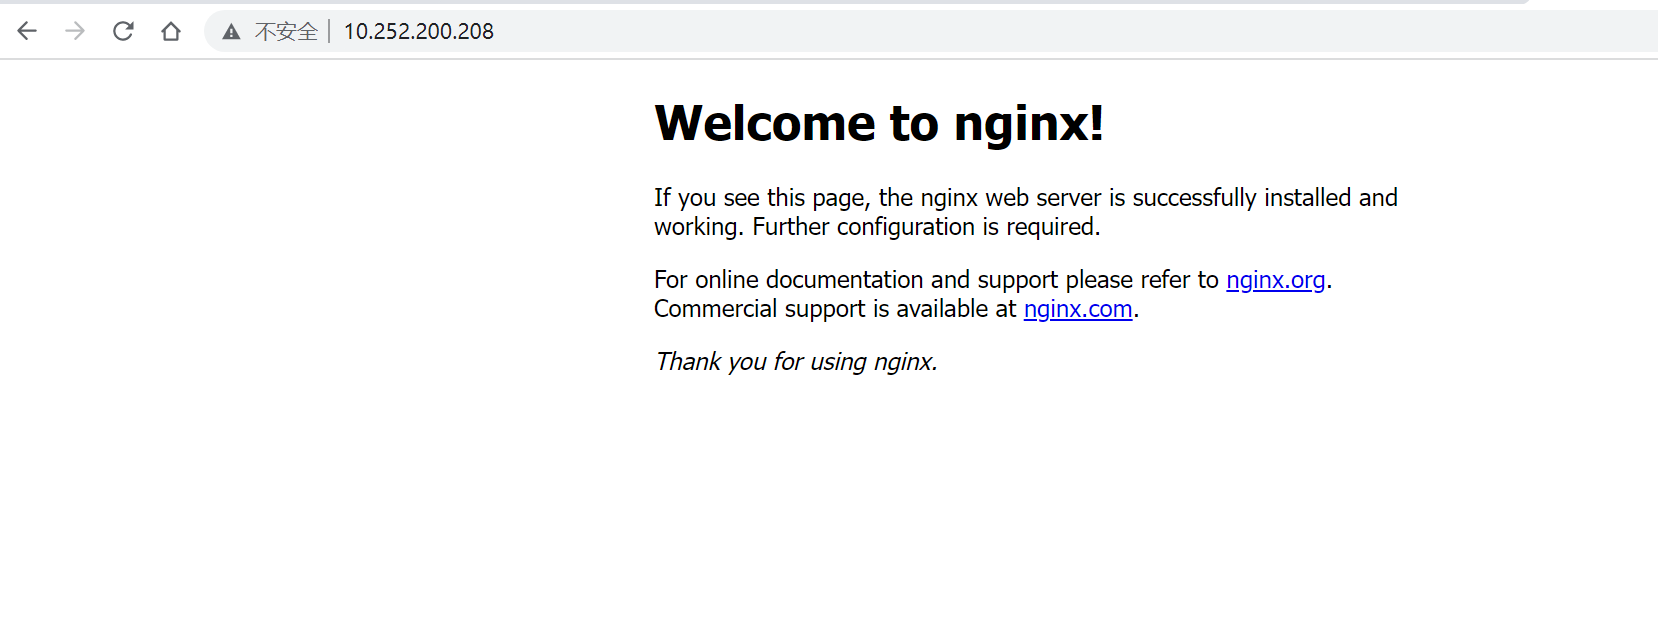 不安全 | 10.252.200.208
Welcome to nginx!
If you see this page, the nginx web server is successfully installed and
working. Further configuration is required.
For online documentation and support please refer to nginx.org.
Commercial support is available at nginx.com.
Thank you for using nginx.